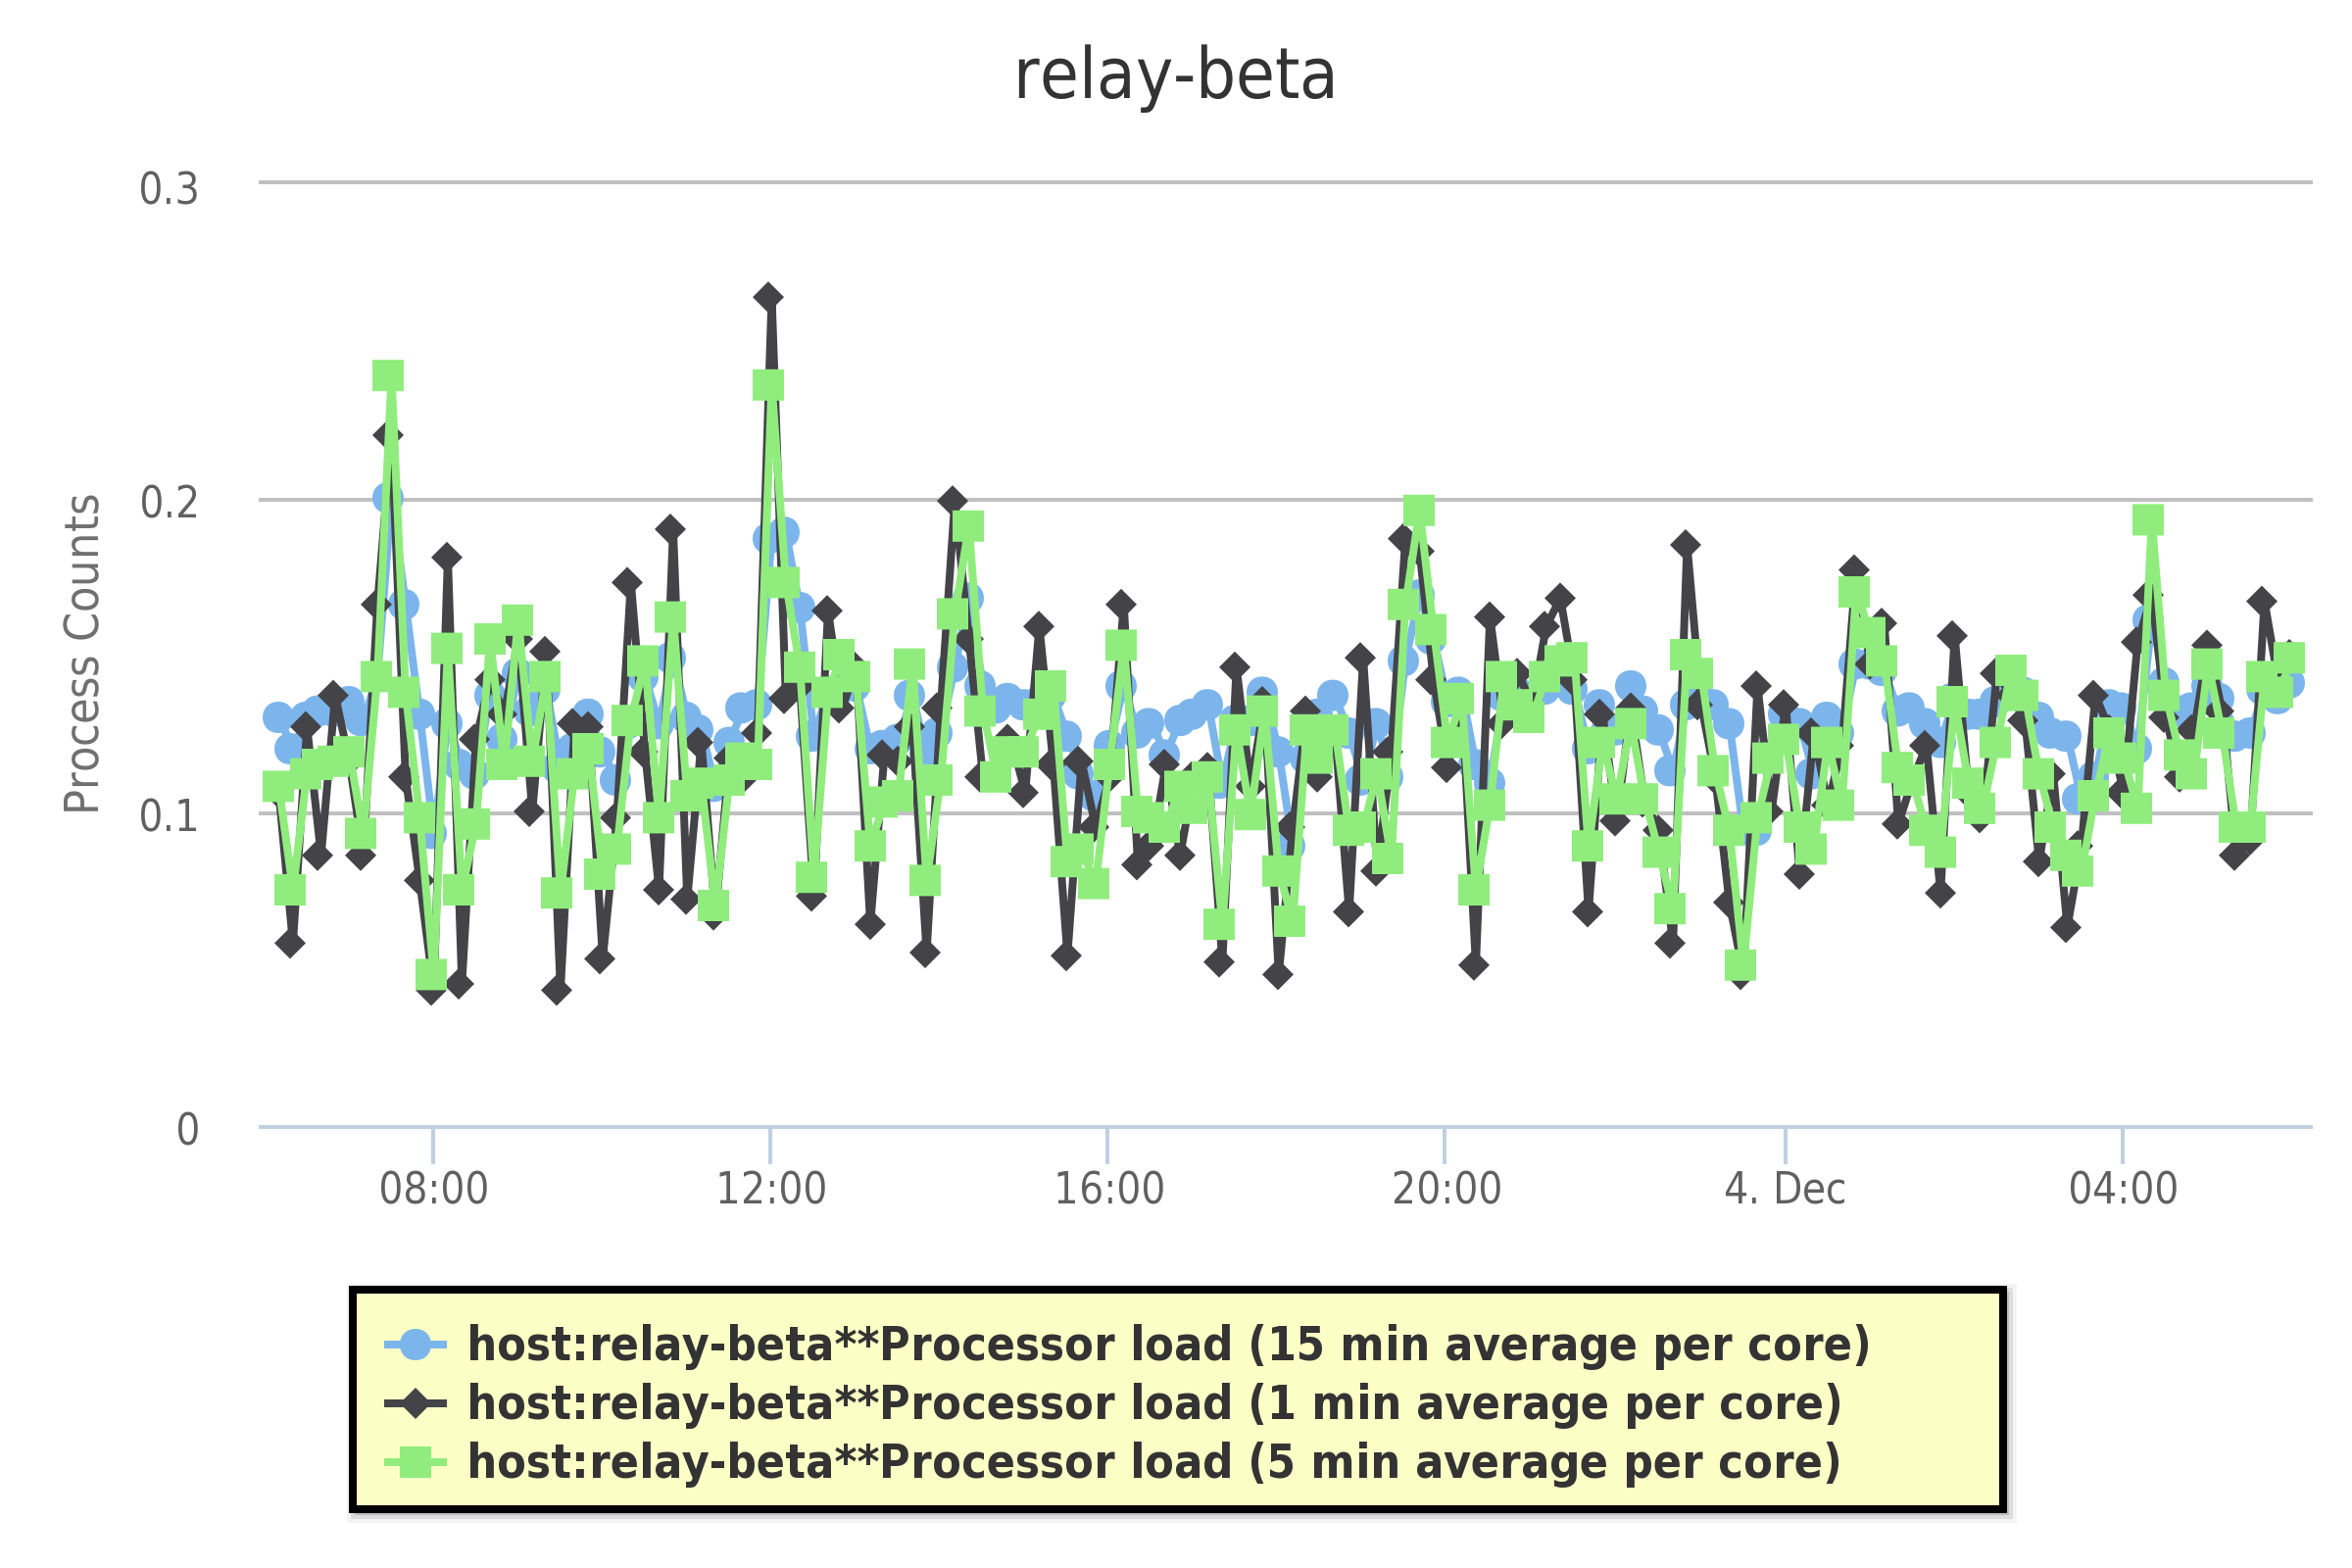 relay-beta
0.3
0.2
0.1
0
Process Counts
08:00
12:00
16:00
20:00
4. Dec
04:00
host:relay-beta**Processor load (15 min average per core)
host:relay-beta**Processor load (1 min average per core)
host:relay-beta**Processor load (5 min average per core)